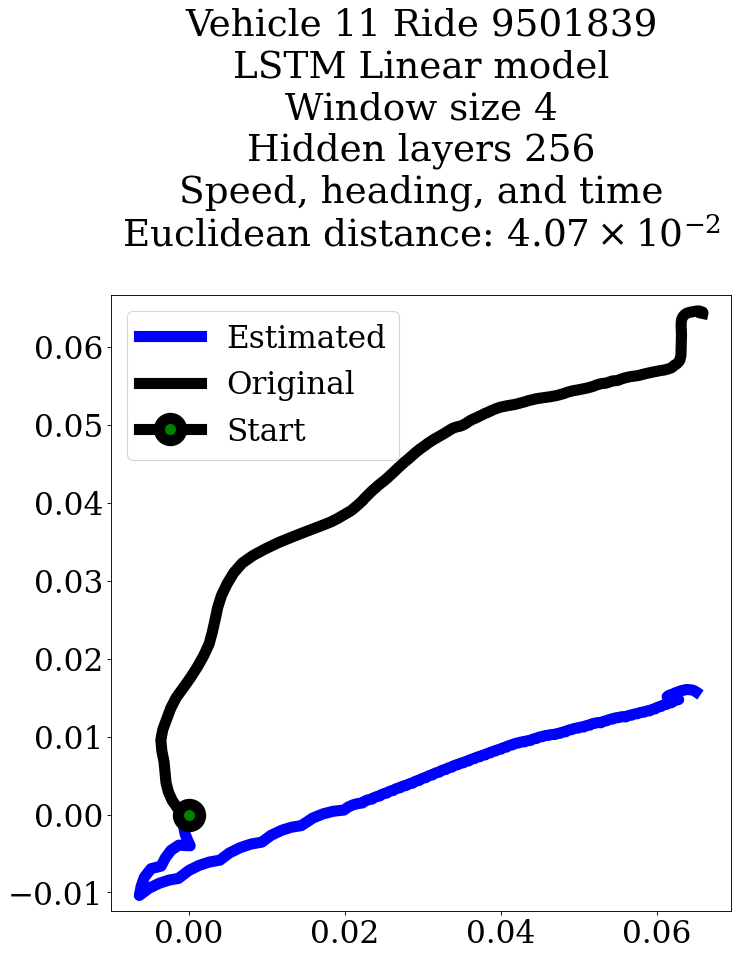 Vehicle 11 Ride 9501839
LSTM Linear model
Window size 4
Hidden layers 256
Speed, heading, and time
Euclidean distance: 4.07 × 10⁻²
Estimated
Original
Start
0.06
0.05
0.04
0.03
0.02
0.01
0.00
−0.01
0.00 0.02 0.04 0.06